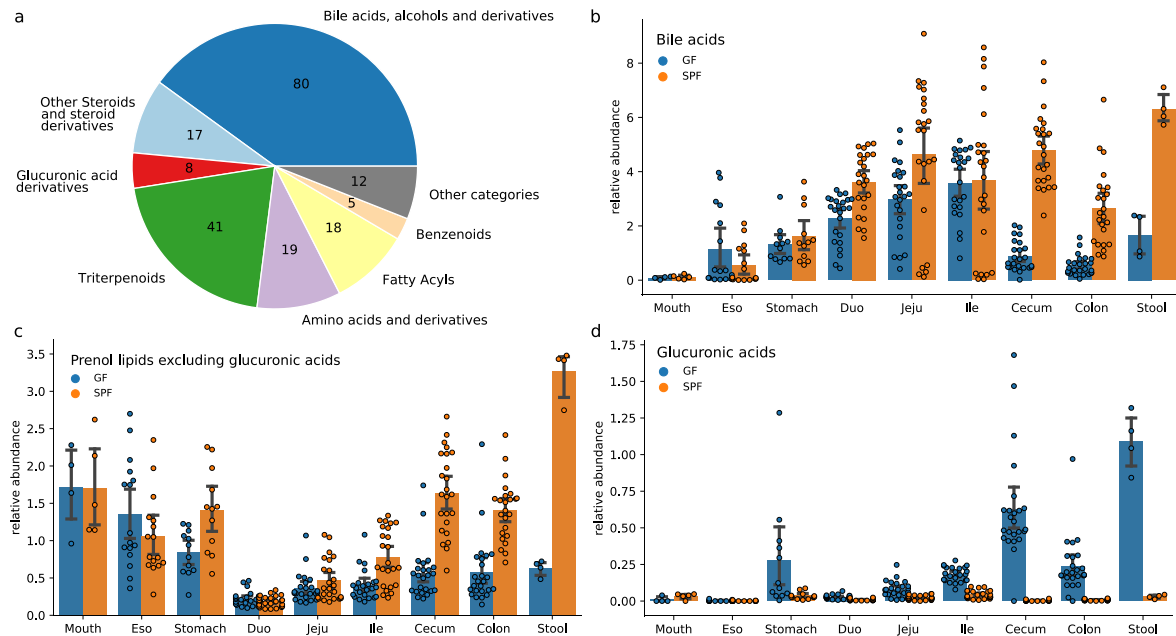 a
Bile acids, alcohols and derivatives
80
Other Steroids
and steroid
derivatives
17
Glucuronic acid
derivatives
8
12
Other categories
5
Benzenoids
41
18
19
Triterpenoids
Fatty Acyls
Amino acids and derivatives
b
Bile acids
GF
SPF
relative abundance
8
6
4
2
0
Mouth Eso Stomach Duo Jeju Ile Cecum Colon Stool
c
Prenol lipids excluding glucuronic acids
GF
SPF
relative abundance
3.5
3.0
2.5
2.0
1.5
1.0
0.5
0.0
Mouth Eso Stomach Duo Jeju Ile Cecum Colon Stool
d
Glucuronic acids
GF
SPF
relative abundance
1.75
1.50
1.25
1.00
0.75
0.50
0.25
0.00
Mouth Eso Stomach Duo Jeju Ile Cecum Colon Stool